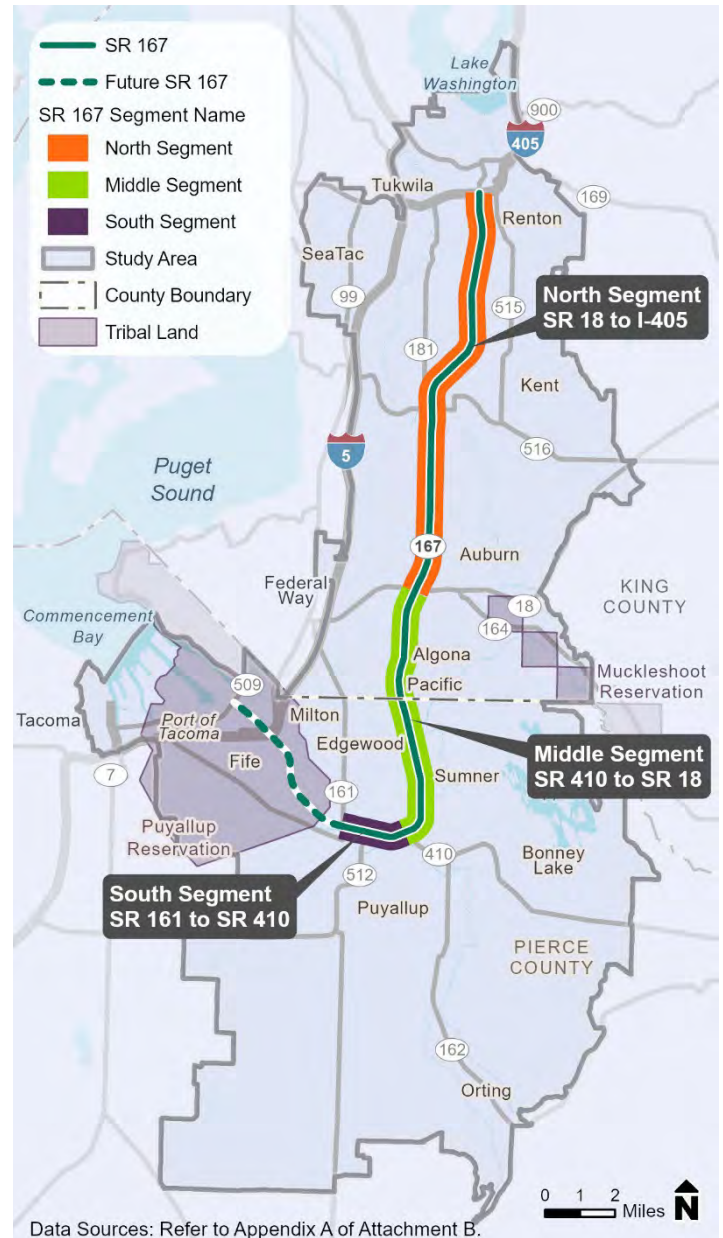 SR 167
Future SR 167
SR 167 Segment Name
North Segment
Middle Segment
South Segment
Study Area
County Boundary
Tribal Land
Lake
Washington
900
405
Tukwila
Renton
169
SeaTac
99
North Segment
SR 18 to I-405
515
181
Kent
5
516
Puget
Sound
167
Auburn
Federal
Way
KING
COUNTY
Commencement
Bay
18
164
Algona
Muckleshoot
Reservation
Pacific
509
Milton
Tacoma
Port of
Tacoma
Edgewood
Middle Segment
SR 410 to SR 18
Fife
Sumner
7
161
Puyallup
Reservation
410
Bonney
Lake
South Segment
SR 161 to SR 410
512
Puyallup
PIERCE
COUNTY
162
Orting
0 1 2
Miles
N
Data Sources: Refer to Appendix A of Attachment B.